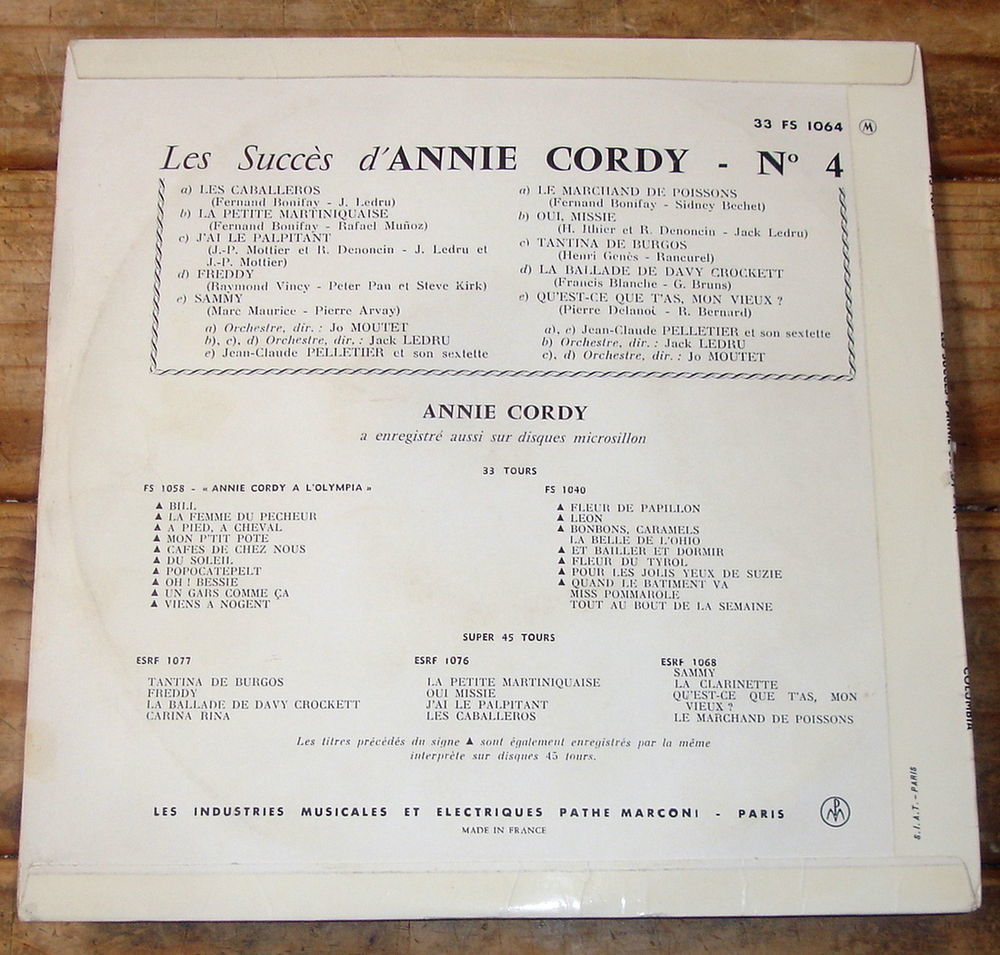 33 FS 1064 M
Les Succès d'ANNIE CORDY - Nº 4
a) LES CABALLEROS
(Fernand Bonifay - J. Ledru)
b) LA PETITE MARTINIQUAISE
(Fernand Bonifay - Rafael Muñoz)
c) J'AI LE PALPITANT
(J.-P. Mottier et R. Denoncin - J. Ledru et
J.-P. Mottier)
d) FREDDY
(Raymond Vincy - Peter Pan et Steve Kirk)
e) SAMMY
(Marc Maurice - Pierre Arvay)
a) Orchestre, dir. : Jo MOUTET
b), c), d) Orchestre, dir. : Jack LEDRU
e) Jean-Claude PELLETIER et son sextette
a) LE MARCHAND DE POISSONS
(Fernand Bonifay - Sidney Bechet)
b) OUI, MISSIE
(H. Ithier et R. Denoncin - Jack Ledru)
c) TANTINA DE BURGOS
(Henri Genès - Rancurel)
d) LA BALLADE DE DAVY CROCKETT
(Francis Blanche - G. Bruns)
e) QU'EST-CE QUE T'AS, MON VIEUX ?
(Pierre Delanoë - R. Bernard)
a), e) Jean-Claude PELLETIER et son sextette
b) Orchestre, dir. : Jack LEDRU
c), d) Orchestre, dir. : Jo MOUTET
ANNIE CORDY
a enregistré aussi sur disques microsillon
33 TOURS
FS 1058 - « ANNIE CORDY A L'OLYMPIA »
▲ BILL
▲ LA FEMME DU PECHEUR
▲ A PIED, A CHEVAL
▲ MON P'TIT POTE
▲ CAFES DE CHEZ NOUS
▲ DU SOLEIL
▲ POPOCATEPELT
▲ OH ! BESSIE
▲ UN GARS COMME ÇA
▲ VIENS A NOGENT
FS 1040
▲ FLEUR DE PAPILLON
▲ LEON
▲ BONBONS, CARAMELS
LA BELLE DE L'OHIO
▲ ET BAILLER ET DORMIR
▲ FLEUR DU TYROL
▲ POUR LES JOLIS YEUX DE SUZIE
▲ QUAND LE BATIMENT VA
MISS POMMAROLE
TOUT AU BOUT DE LA SEMAINE
SUPER 45 TOURS
ESRF 1077
TANTINA DE BURGOS
FREDDY
LA BALLADE DE DAVY CROCKETT
CARINA RINA
ESRF 1076
LA PETITE MARTINIQUAISE
OUI MISSIE
J'AI LE PALPITANT
LES CABALLEROS
ESRF 1068
SAMMY
LA CLARINETTE
QU'EST-CE QUE T'AS, MON
VIEUX ?
LE MARCHAND DE POISSONS
Les titres précédés du signe ▲ sont également enregistrés par la même
interprète sur disques 45 tours.
LES INDUSTRIES MUSICALES ET ELECTRIQUES PATHE MARCONI - PARIS
MADE IN FRANCE
S.I.A.T. - PARIS
COLUMBIA